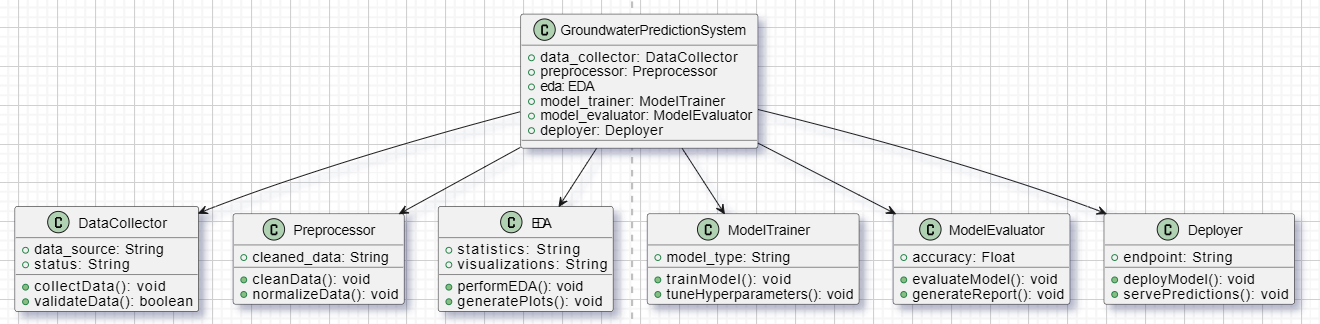 C GroundwaterPredictionSystem
data_collector: DataCollector
preprocessor: Preprocessor
eda: EDA
model_trainer: ModelTrainer
model_evaluator: ModelEvaluator
deployer: Deployer
C DataCollector
data_source: String
status: String
collectData(): void
validateData(): boolean
C Preprocessor
cleaned_data: String
cleanData(): void
normalizeData(): void
C EDA
statistics: String
visualizations: String
performEDA(): void
generatePlots(): void
C ModelTrainer
model_type: String
trainModel(): void
tuneHyperparameters(): void
C ModelEvaluator
accuracy: Float
evaluateModel(): void
generateReport(): void
C Deployer
endpoint: String
deployModel(): void
servePredictions(): void